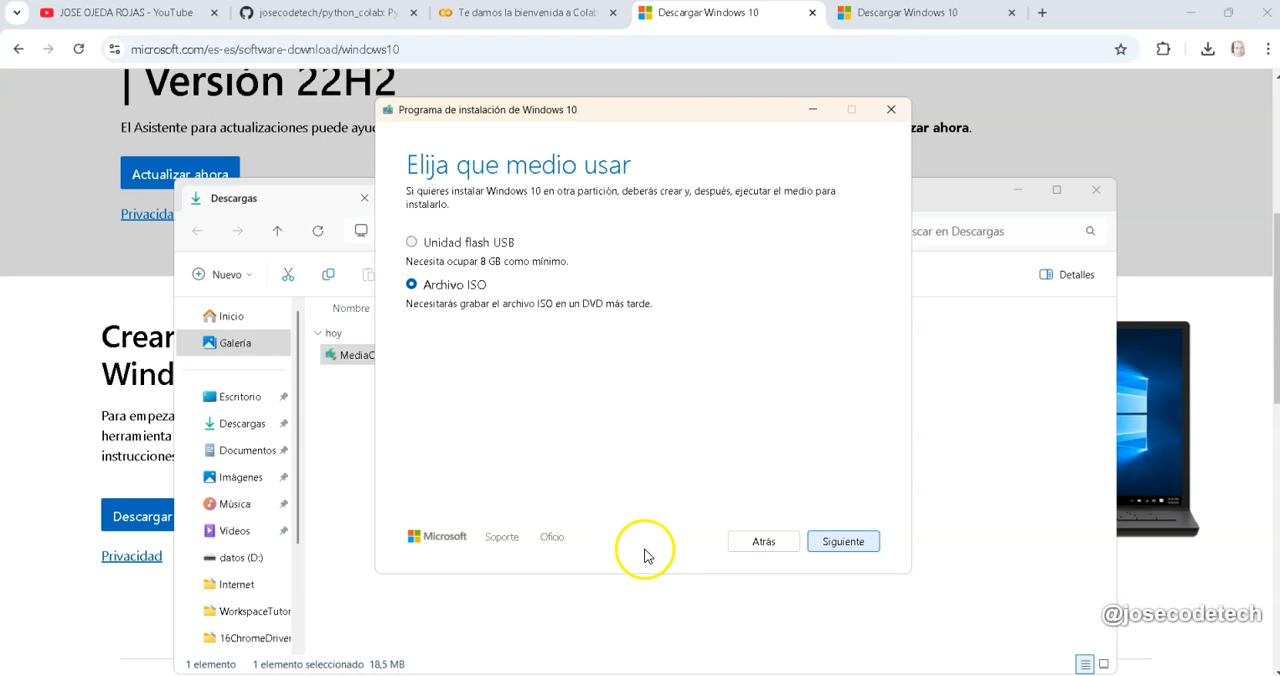 JOSE OJEDA ROJAS - YouTube
josecodetech/python_colab: Py
Te damos la bienvenida a Colab
Descargar Windows 10
Descargar Windows 10
microsoft.com/es-es/software-download/windows10
| Versión 22H2
El Asistente para actualizaciones puede ayu
zar ahora.
Actualizar ahora
Privacida
Programa de instalación de Windows 10
Elija que medio usar
Si quieres instalar Windows 10 en otra partición, deberás crear y, después, ejecutar el medio para
instalarlo.
Unidad flash USB
Necesita ocupar 8 GB como mínimo.
Archivo ISO
Necesitarás grabar el archivo ISO en un DVD más tarde.
Microsoft
Soporte
Oficio
Atrás
Siguiente
Descargas
scar en Descargas
Nuevo
Detalles
Inicio
Galería
Escritorio
Descargas
Documentos
Imágenes
Música
Vídeos
datos (D:)
Internet
WorkspaceTutor
16ChromeDriver
Nombre
hoy
MediaC
1 elemento
1 elemento seleccionado 18,5 MB
Crear
Wind
Para empeza
herramienta
instrucciones
Descargar
Privacidad
@josecodetech